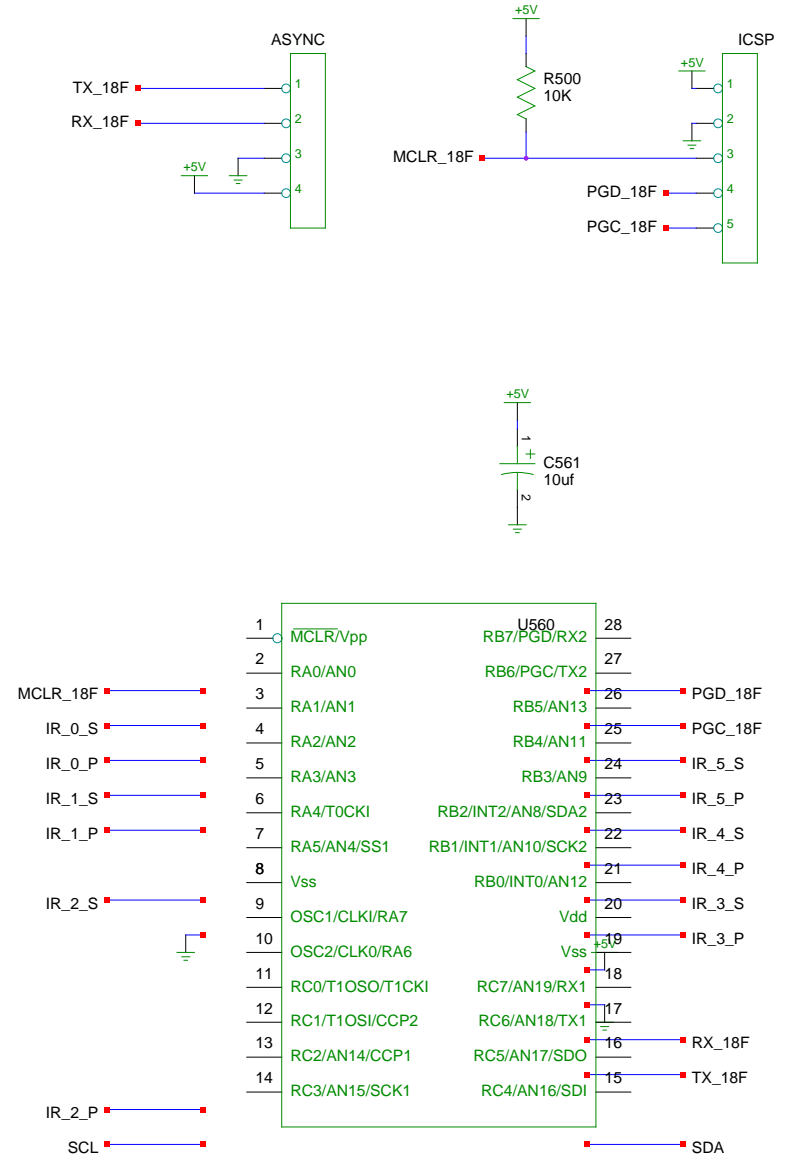 +5V
ASYNC
ICSP
+5V
R500
10K
TX_18F
1
1
RX_18F
2
2
MCLR_18F
3
3
+5V
4
PGD_18F
4
PGC_18F
5
+5V
1
+
C561
10uf
2
U560
1
MCLR/Vpp
RB7/PGD/RX2
28
2
RA0/AN0
RB6/PGC/TX2
27
MCLR_18F
3
RA1/AN1
RB5/AN13
26
PGD_18F
IR_0_S
4
RA2/AN2
RB4/AN11
25
PGC_18F
IR_0_P
5
RA3/AN3
RB3/AN9
24
IR_5_S
IR_1_S
6
RA4/T0CKI
RB2/INT2/AN8/SDA2
23
IR_5_P
IR_1_P
7
RA5/AN4/SS1
RB1/INT1/AN10/SCK2
22
IR_4_S
8
Vss
RB0/INT0/AN12
21
IR_4_P
IR_2_S
9
OSC1/CLKI/RA7
Vdd
20
IR_3_S
10
OSC2/CLK0/RA6
Vss
19
+5V
IR_3_P
11
RC0/T1OSO/T1CKI
RC7/AN19/RX1
18
12
RC1/T1OSI/CCP2
RC6/AN18/TX1
17
13
RC2/AN14/CCP1
RC5/AN17/SDO
16
RX_18F
14
RC3/AN15/SCK1
RC4/AN16/SDI
15
TX_18F
IR_2_P
SCL
SDA